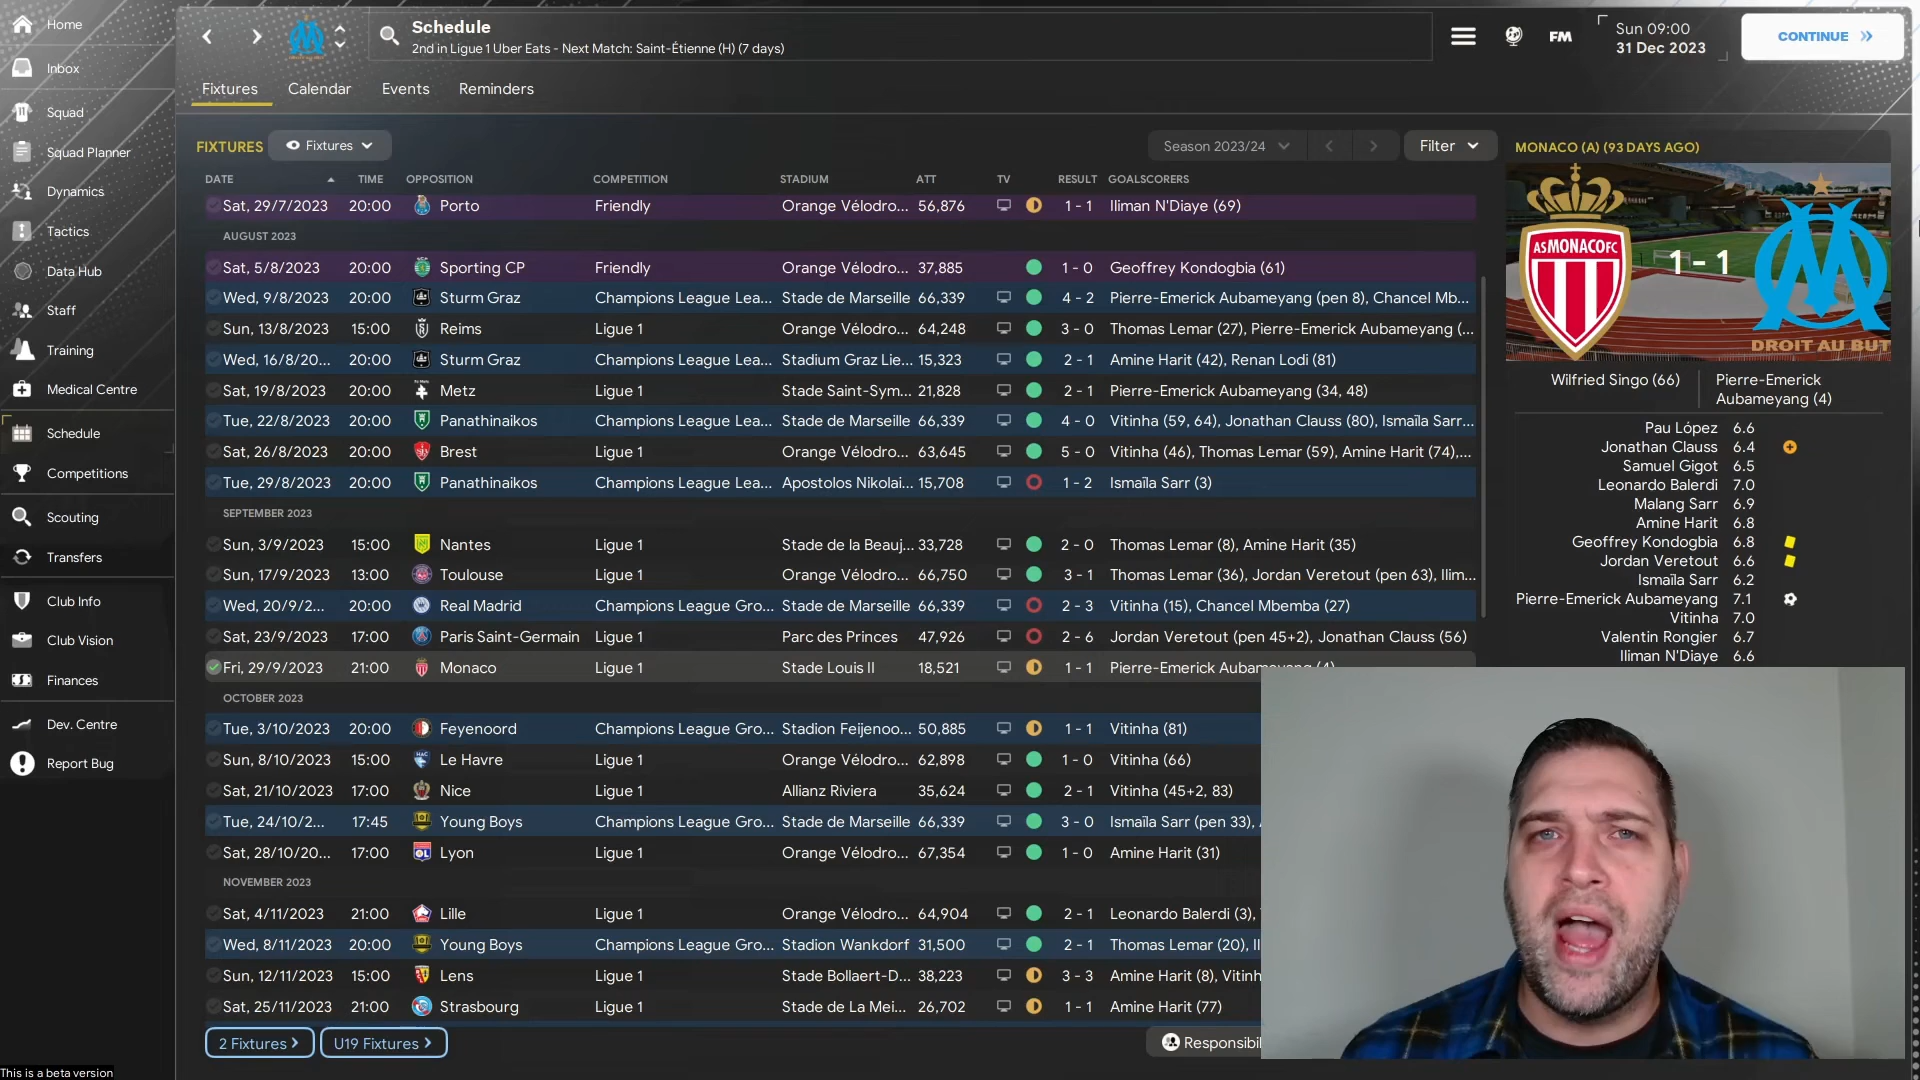 Home
Inbox
Squad
Squad Planner
Dynamics
Tactics
Data Hub
Staff
Training
Medical Centre
Schedule
Competitions
Scouting
Transfers
Club Info
Club Vision
Finances
Dev. Centre
Report Bug
This is a beta version
Schedule
2nd in Ligue 1 Uber Eats - Next Match: Saint-Étienne (H) (7 days)
FM
Sun 09:00
31 Dec 2023
CONTINUE
Fixtures Calendar Events Reminders
FIXTURES Fixtures Season 2023/24 Filter
DATE TIME OPPOSITION COMPETITION STADIUM ATT TV RESULT GOALSCORERS
Sat, 29/7/2023 20:00 Porto Friendly Orange Vélodro... 56,876 1 - 1 Iliman N'Diaye (69)
AUGUST 2023
Sat, 5/8/2023 20:00 Sporting CP Friendly Orange Vélodro... 37,885 1 - 0 Geoffrey Kondogbia (61)
Wed, 9/8/2023 20:00 Sturm Graz Champions League Lea... Stade de Marseille 66,339 4 - 2 Pierre-Emerick Aubameyang (pen 8), Chancel Mb...
Sun, 13/8/2023 15:00 Reims Ligue 1 Orange Vélodro... 64,248 3 - 0 Thomas Lemar (27), Pierre-Emerick Aubameyang (...
Wed, 16/8/20... 20:00 Sturm Graz Champions League Lea... Stadium Graz Lie... 15,323 2 - 1 Amine Harit (42), Renan Lodi (81)
Sat, 19/8/2023 20:00 Metz Ligue 1 Stade Saint-Sym... 21,828 2 - 1 Pierre-Emerick Aubameyang (34, 48)
Tue, 22/8/2023 20:00 Panathinaikos Champions League Lea... Stade de Marseille 66,339 4 - 0 Vitinha (59, 64), Jonathan Clauss (80), Ismaïla Sarr...
Sat, 26/8/2023 20:00 Brest Ligue 1 Orange Vélodro... 63,645 5 - 0 Vitinha (46), Thomas Lemar (59), Amine Harit (74),...
Tue, 29/8/2023 20:00 Panathinaikos Champions League Lea... Apostolos Nikolai... 15,708 1 - 2 Ismaïla Sarr (3)
SEPTEMBER 2023
Sun, 3/9/2023 15:00 Nantes Ligue 1 Stade de la Beauj... 33,728 2 - 0 Thomas Lemar (8), Amine Harit (35)
Sun, 17/9/2023 13:00 Toulouse Ligue 1 Orange Vélodro... 66,750 3 - 1 Thomas Lemar (36), Jordan Veretout (pen 63), Ilim...
Wed, 20/9/2... 20:00 Real Madrid Champions League Gro... Stade de Marseille 66,339 2 - 3 Vitinha (15), Chancel Mbemba (27)
Sat, 23/9/2023 17:00 Paris Saint-Germain Ligue 1 Parc des Princes 47,926 2 - 6 Jordan Veretout (pen 45+2), Jonathan Clauss (56)
Fri, 29/9/2023 21:00 Monaco Ligue 1 Stade Louis II 18,521 1 - 1 Pierre-Emerick Aubameyang (4)
OCTOBER 2023
Tue, 3/10/2023 20:00 Feyenoord Champions League Gro... Stadion Feijenoo... 50,885 1 - 1 Vitinha (81)
Sun, 8/10/2023 15:00 Le Havre Ligue 1 Orange Vélodro... 62,898 1 - 0 Vitinha (66)
Sat, 21/10/2023 17:00 Nice Ligue 1 Allianz Riviera 35,624 2 - 1 Vitinha (45+2, 83)
Tue, 24/10/2... 17:45 Young Boys Champions League Gro... Stade de Marseille 66,339 3 - 0 Ismaïla Sarr (pen 33),
Sat, 28/10/20... 17:00 Lyon Ligue 1 Orange Vélodro... 67,354 1 - 0 Amine Harit (31)
NOVEMBER 2023
Sat, 4/11/2023 21:00 Lille Ligue 1 Orange Vélodro... 64,904 2 - 1 Leonardo Balerdi (3),
Wed, 8/11/2023 20:00 Young Boys Champions League Gro... Stadion Wankdorf 31,500 2 - 1 Thomas Lemar (20), Il
Sun, 12/11/2023 15:00 Lens Ligue 1 Stade Bollaert-D... 38,223 3 - 3 Amine Harit (8), Vitinh
Sat, 25/11/2023 21:00 Strasbourg Ligue 1 Stade de La Mei... 26,702 1 - 1 Amine Harit (77)
2 Fixtures U19 Fixtures Responsibil
MONACO (A) (93 DAYS AGO)
AS MONACO FC
1 - 1
DROIT AU BUT
Wilfried Singo (66)
Pierre-Emerick
Aubameyang (4)
Pau López 6.6
Jonathan Clauss 6.4
Samuel Gigot 6.5
Leonardo Balerdi 7.0
Malang Sarr 6.9
Amine Harit 6.8
Geoffrey Kondogbia 6.8
Jordan Veretout 6.6
Ismaïla Sarr 6.2
Pierre-Emerick Aubameyang 7.1
Vitinha 7.0
Valentin Rongier 6.7
Iliman N'Diaye 6.6